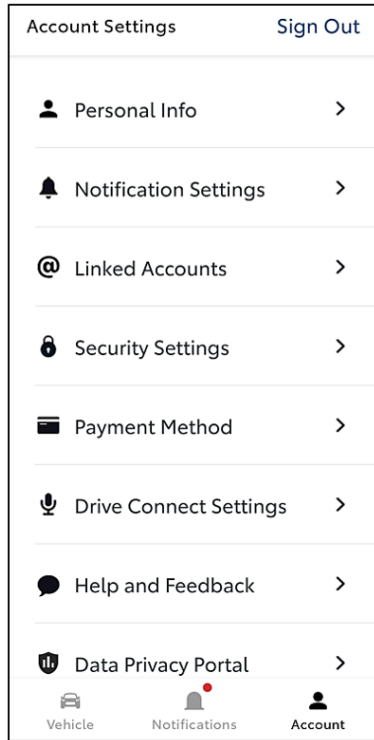 Account Settings Sign Out
Personal Info
Notification Settings
Linked Accounts
Security Settings
Payment Method
Drive Connect Settings
Help and Feedback
Data Privacy Portal
Vehicle Notifications Account